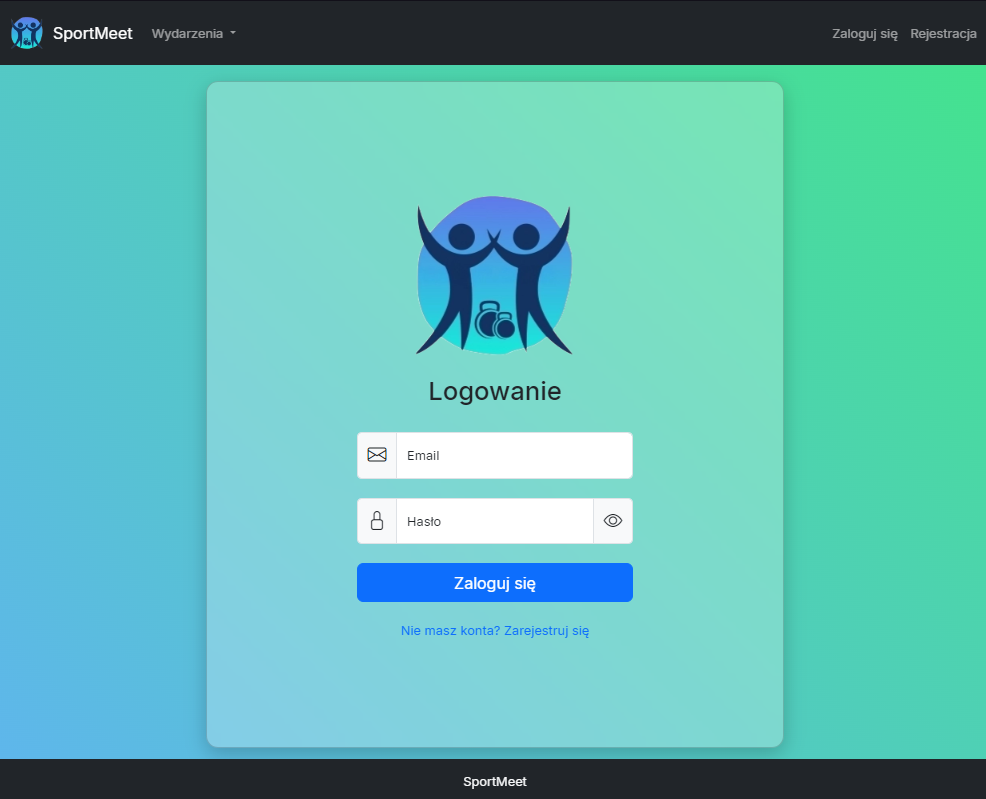 SportMeet Wydarzenia Zaloguj się Rejestracja
Logowanie
Email
Hasło
Zaloguj się
Nie masz konta? Zarejestruj się
SportMeet